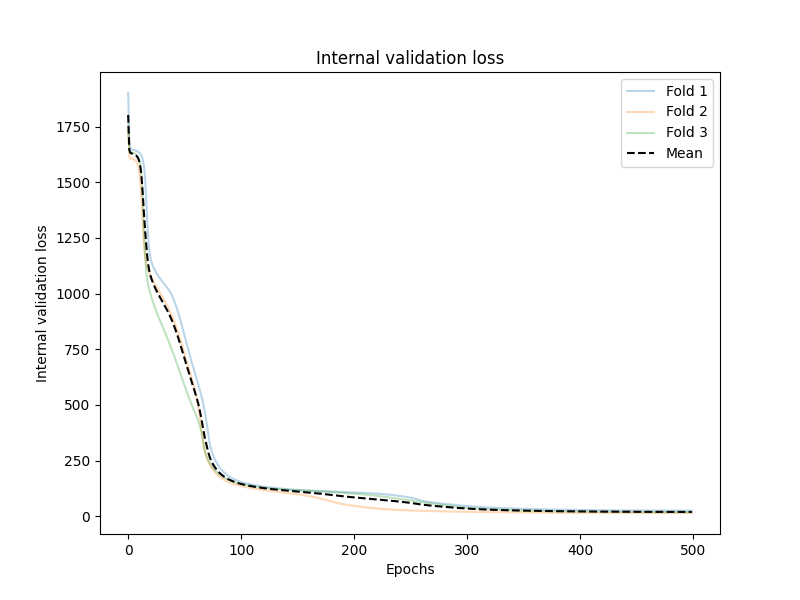 Internal validation loss
Fold 1
Fold 2
Fold 3
Mean
1750
1500
1250
1000
750
500
250
0
Internal validation loss
0 100 200 300 400 500
Epochs